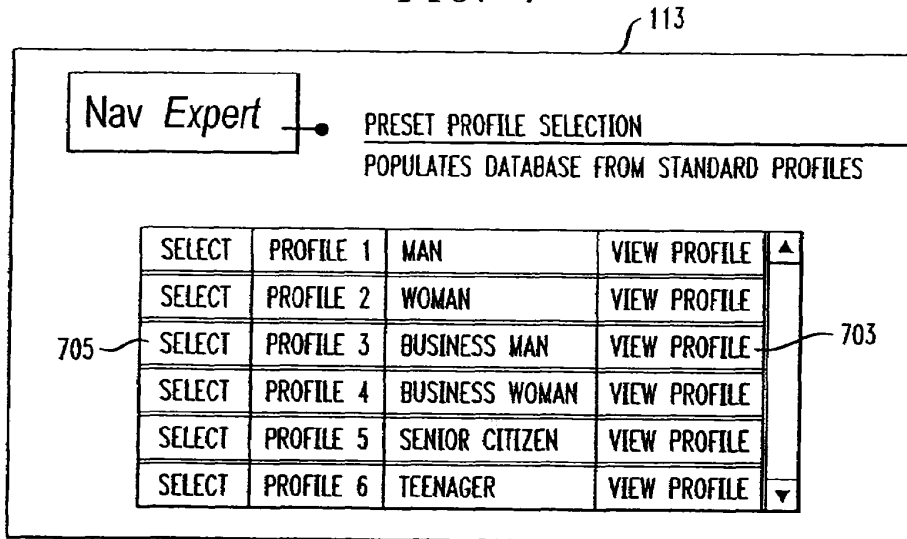 113
Nav Expert
PRESET PROFILE SELECTION
POPULATES DATABASE FROM STANDARD PROFILES
SELECT PROFILE 1 MAN VIEW PROFILE
SELECT PROFILE 2 WOMAN VIEW PROFILE
705 SELECT PROFILE 3 BUSINESS MAN VIEW PROFILE 703
SELECT PROFILE 4 BUSINESS WOMAN VIEW PROFILE
SELECT PROFILE 5 SENIOR CITIZEN VIEW PROFILE
SELECT PROFILE 6 TEENAGER VIEW PROFILE